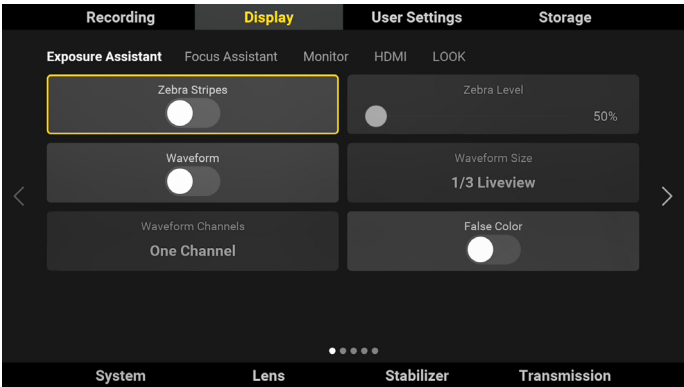 Recording Display User Settings Storage
Exposure Assistant Focus Assistant Monitor HDMI LOOK
Zebra Stripes
Zebra Level
50%
Waveform
Waveform Size
1/3 Liveview
Waveform Channels
One Channel
False Color
System Lens Stabilizer Transmission